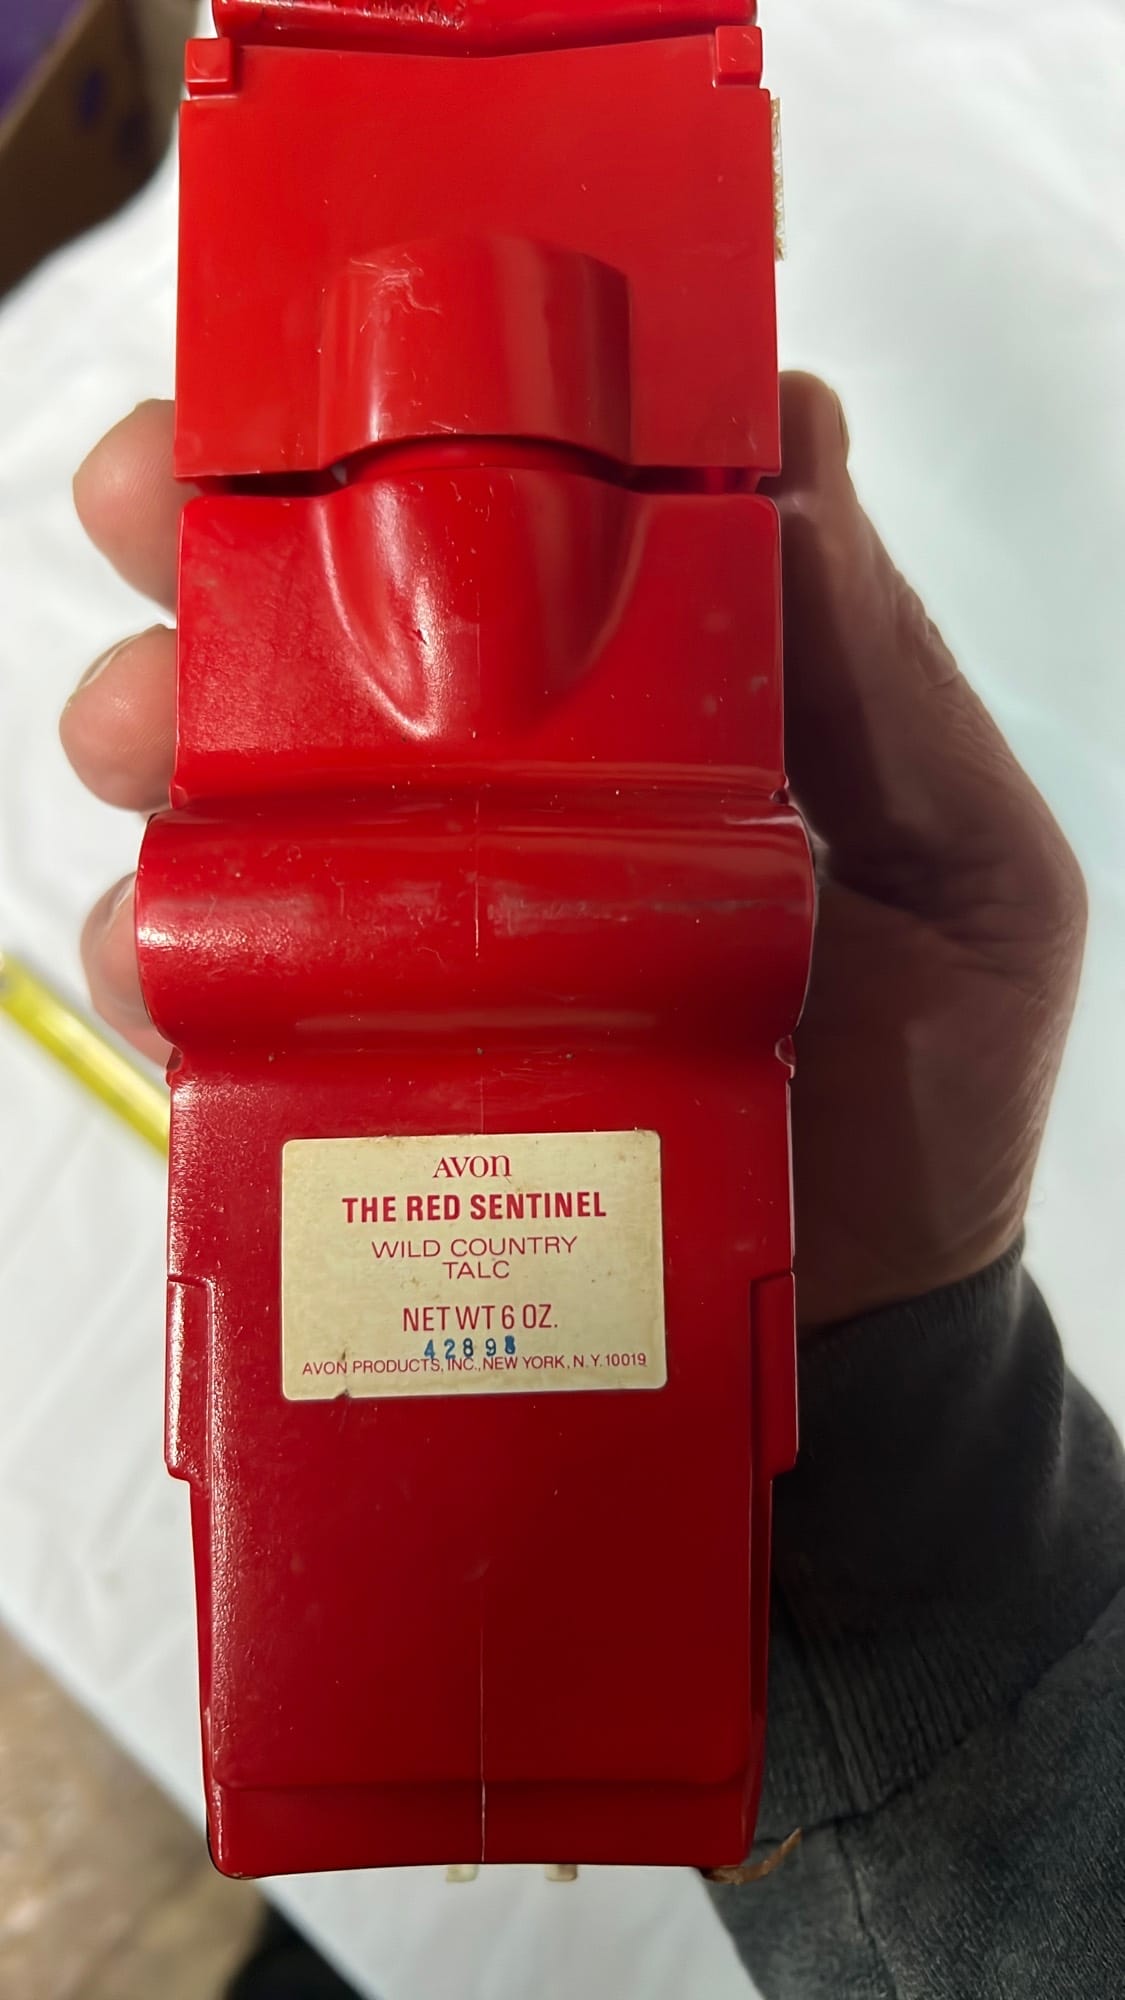 AVON
THE RED SENTINEL
WILD COUNTRY
TALC
NET WT 6 OZ.
42898
AVON PRODUCTS, INC., NEW YORK, N.Y. 10019